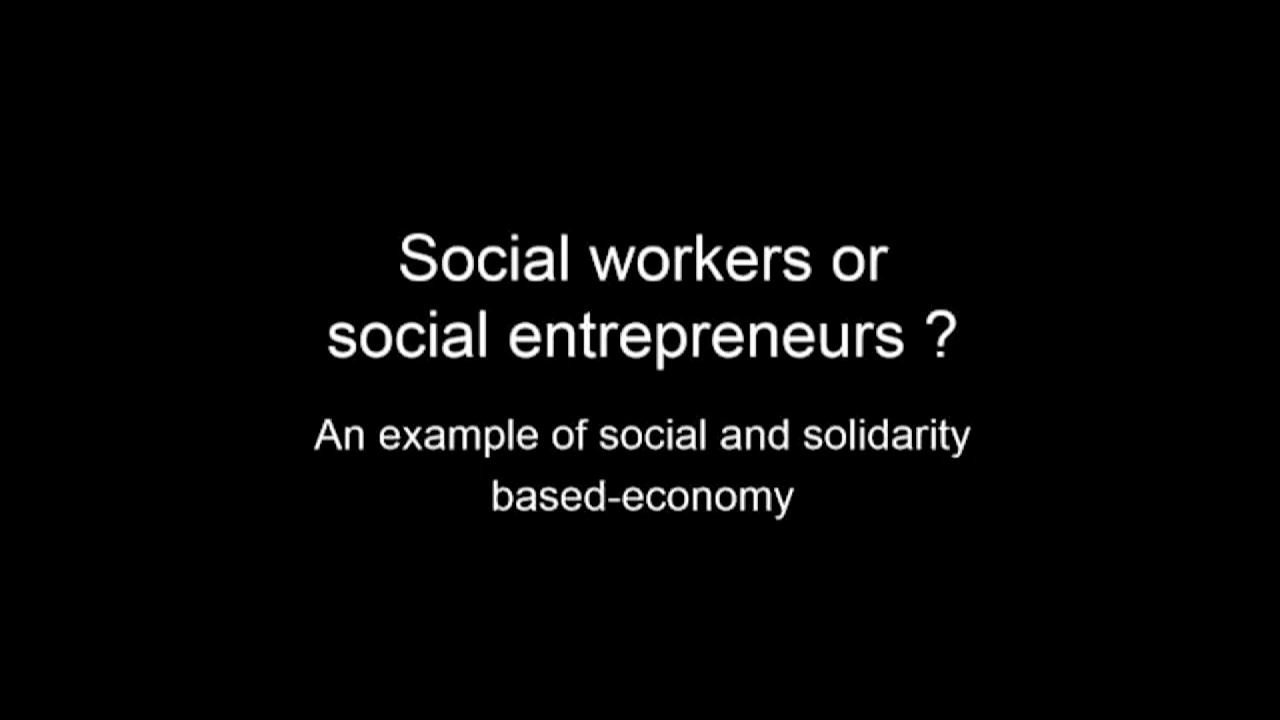 Social workers or
social entrepreneurs ?
An example of social and solidarity
based-economy